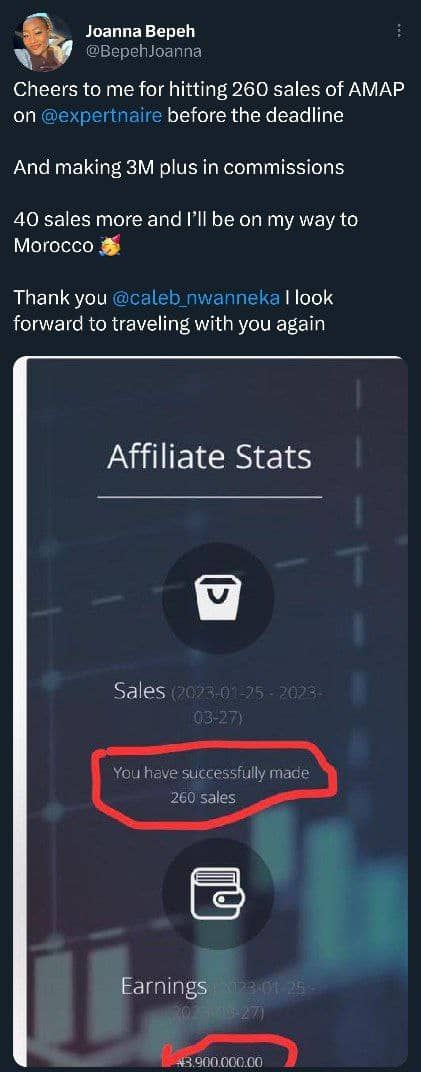 Joanna Bepeh
@BepehJoanna
Cheers to me for hitting 260 sales of AMAP
on @expertnaire before the deadline
And making 3M plus in commissions
40 sales more and I'll be on my way to
Morocco 🥳
Thank you @caleb_nwanneka I look
forward to traveling with you again
Affiliate Stats
Sales (2023-01-25 - 2023-
03-27)
You have successfully made
260 sales
Earnings (2023-01-25 -
2023-03-27)
₦3,900,000.00